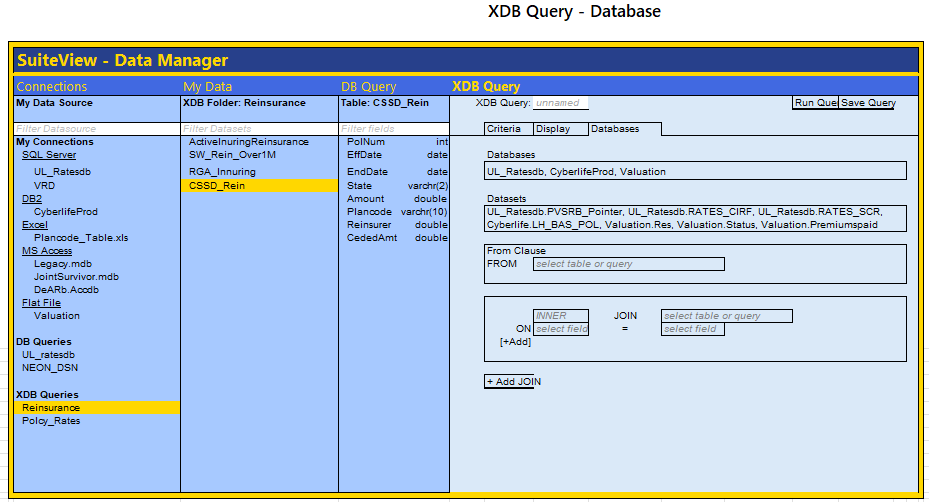 XDB Query - Database
SuiteView - Data Manager
Connections
My Data Source
Filter Datasource
My Connections
SQL Server
UL_Ratesdb
VRD
DB2
CyberlifeProd
Excel
Plancode_Table.xls
MS Access
Legacy.mdb
JointSurvivor.mdb
DeARb.Accdb
Flat File
Valuation
DB Queries
UL_ratesdb
NEON_DSN
XDB Queries
Reinsurance
Polcy_Rates
My Data
XDB Folder: Reinsurance
Filter Datasets
ActiveInuringReinsurance
SW_Rein_Over1M
RGA_Innuring
CSSD_Rein
DB Query
Table: CSSD_Rein
Filter fields
PolNum int
EffDate date
EndDate date
State varchar(2)
Amount double
Plancode varchar(10)
Reinsurer double
CededAmt double
XDB Query
XDB Query: unnamed
Run Que Save Query
Criteria Display Databases
Databases
UL_Ratesdb, CyberlifeProd, Valuation
Datasets
UL_Ratesdb.PVSRB_Pointer, UL_Ratesdb.RATES_CIRF, UL_Ratesdb.RATES_SCR,
Cyberlife.LH_BAS_POL, Valuation.Res, Valuation.Status, Valuation.Premiumspaid
From Clause
FROM select table or query
INNER JOIN select table or query
ON select field = select field
[+Add]
+ Add JOIN